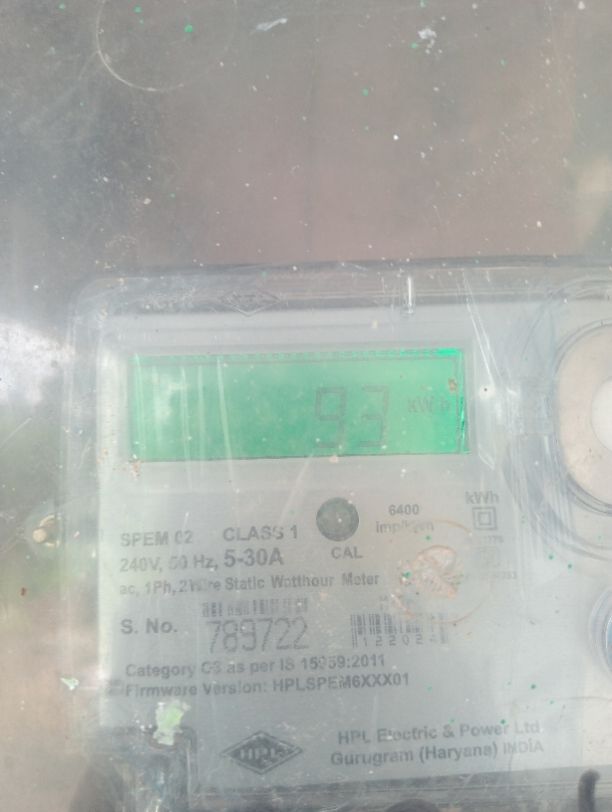 93 kWh
kWh
6400
imp/kWh
SPEM 02 CLASS 1
CAL
240V, 50 Hz, 5-30A
ac, 1Ph, 2Wire Static Watthour Meter
S. No. 789722
Category C3 as per IS 15959:2011
Firmware Version: HPLSPEM6XXX01
HPL
HPL Electric & Power Ltd
Gurugram (Haryana) INDIA